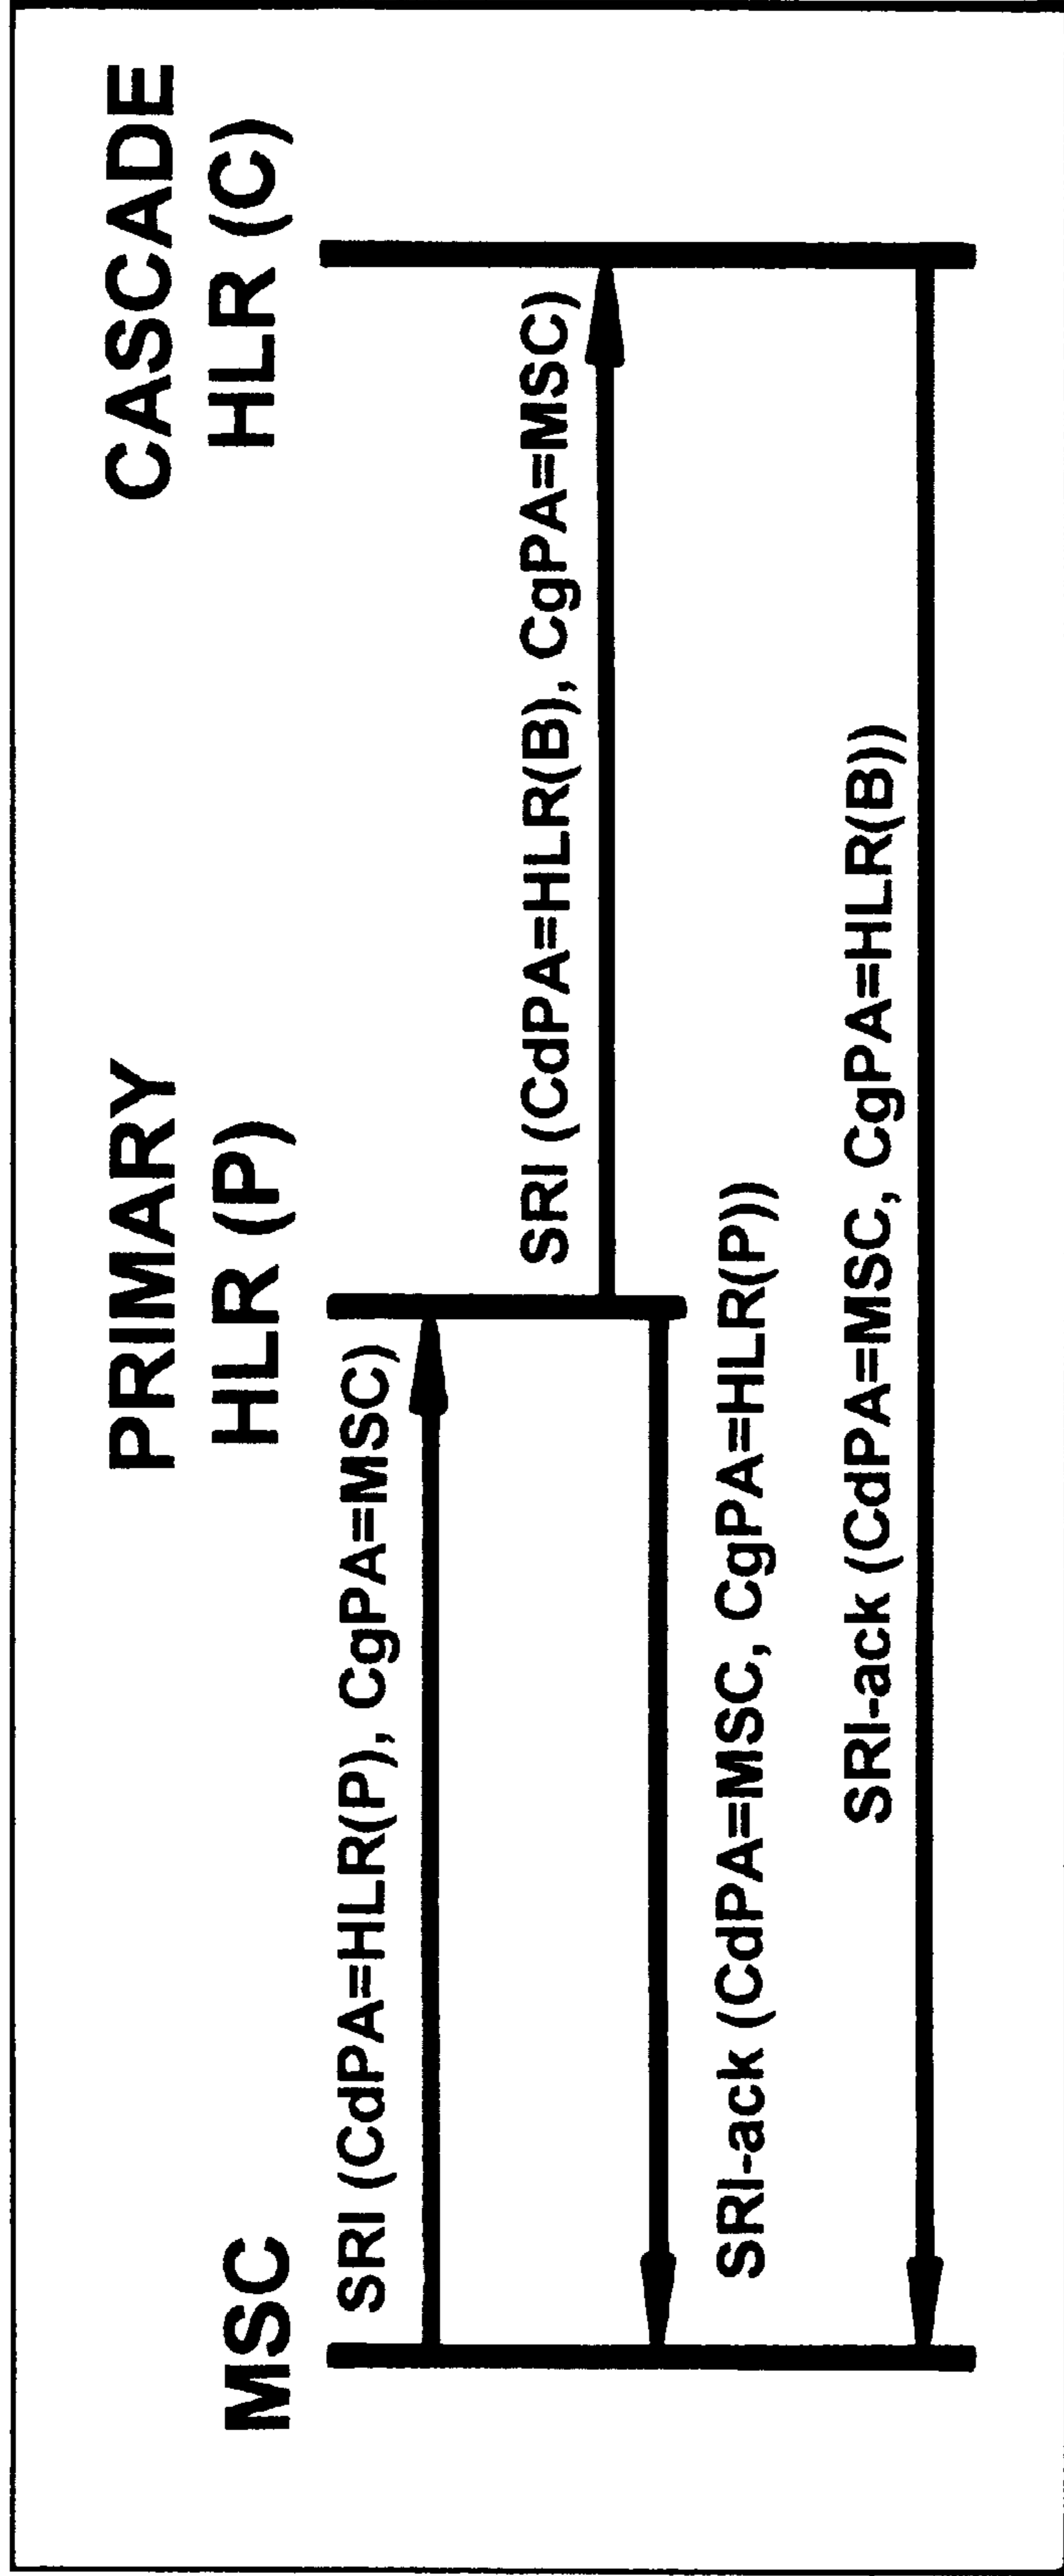 MSC
PRIMARY
HLR (P)
CASCADE
HLR (C)
SRI (CdPA=HLR(P), CgPA=MSC)
SRI (CdPA=HLR(B), CgPA=MSC)
SRI-ack (CdPA=MSC, CgPA=HLR(P))
SRI-ack (CdPA=MSC, CgPA=HLR(B))